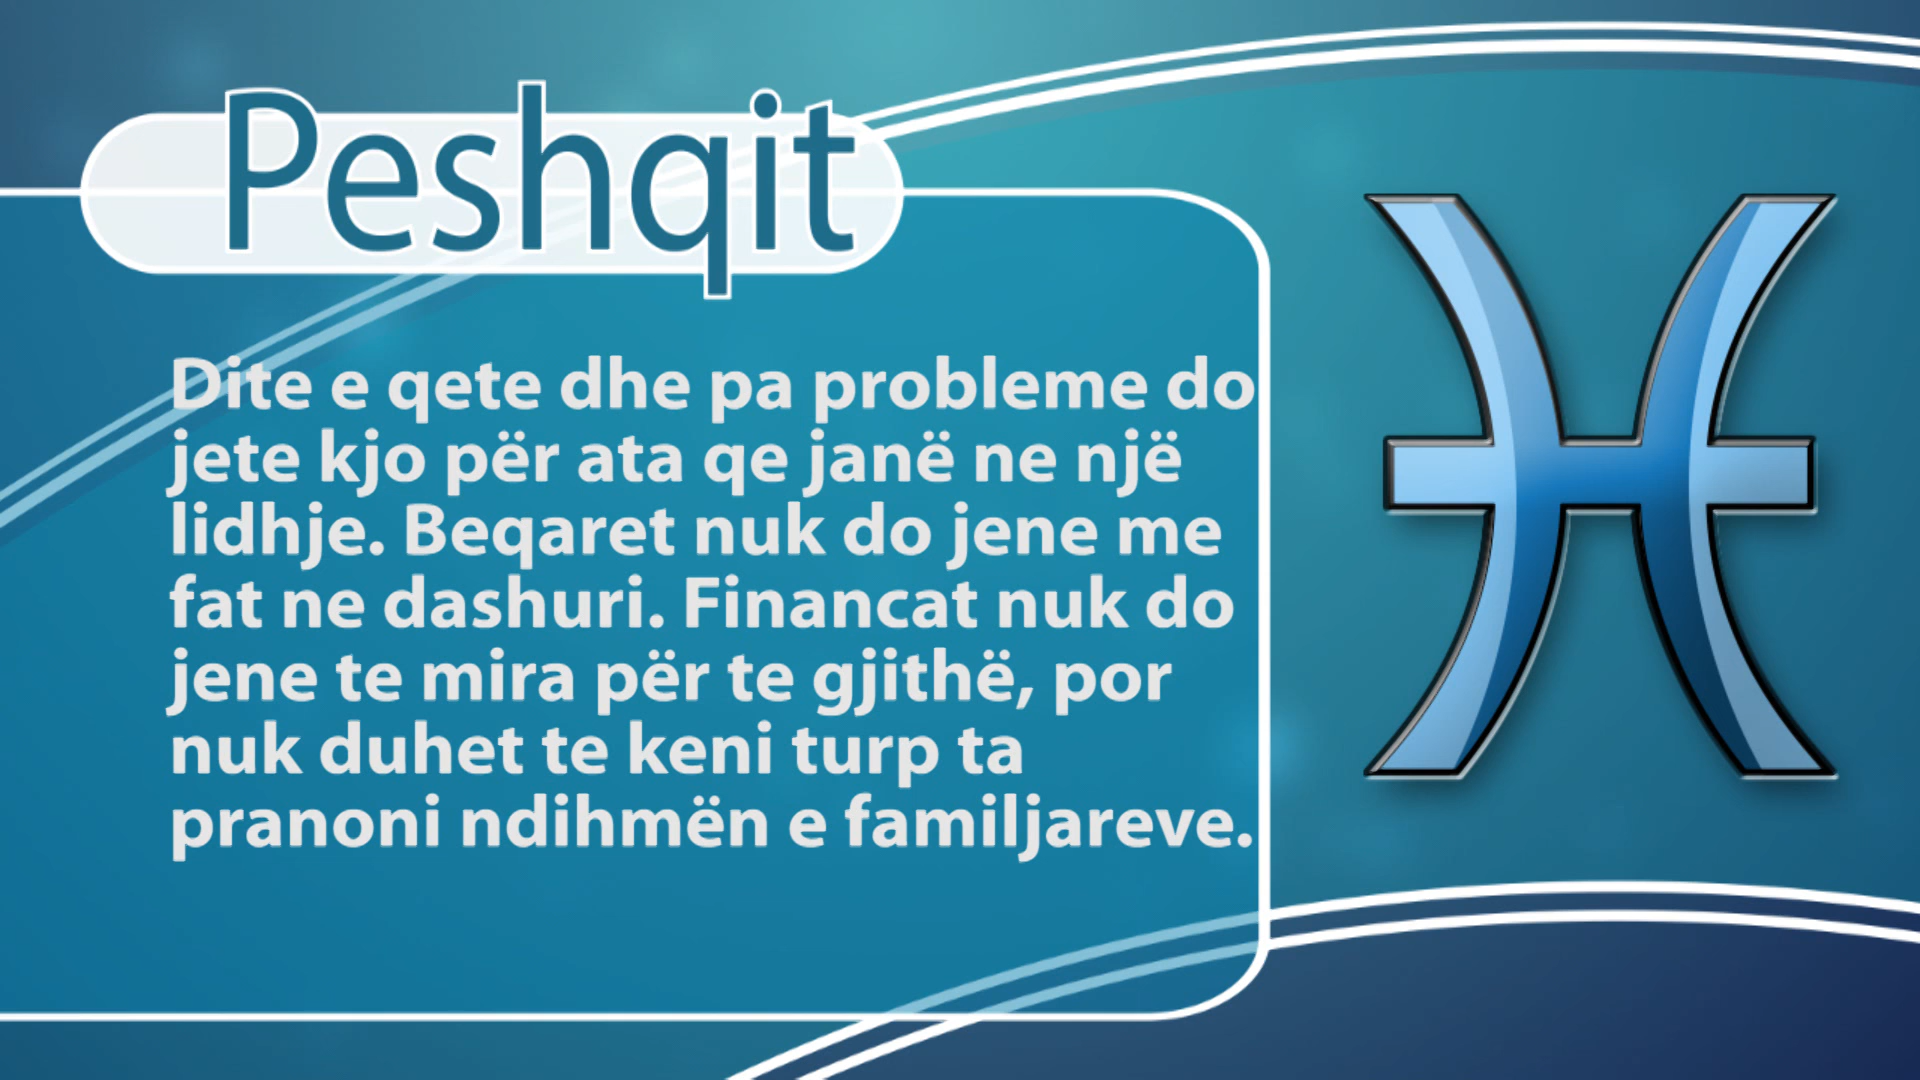 Peshqit
Dite e qete dhe pa probleme do
jete kjo për ata qe janë ne një
lidhje. Beqaret nuk do jene me
fat ne dashuri. Financat nuk do
jene te mira për te gjithë, por
nuk duhet te keni turp ta
pranoni ndihmën e familjareve.